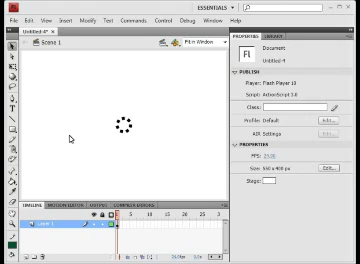 ESSENTIALS
File Edit View Insert Modify Text Commands Control Debug Window Help
Untitled-4*
Scene 1
Fit in Window
PROPERTIES LIBRARY
Document
Fl
Untitled-4
PUBLISH
Player: Flash Player 10
Script: ActionScript 3.0
Class:
Profile: Default Edit...
AIR Settings Edit...
PROPERTIES
FPS: 24.00
Size: 550 x 400 px Edit...
Stage:
TIMELINE MOTION EDITOR OUTPUT COMPILER ERRORS
5 10 15 20 25 3
Layer 1